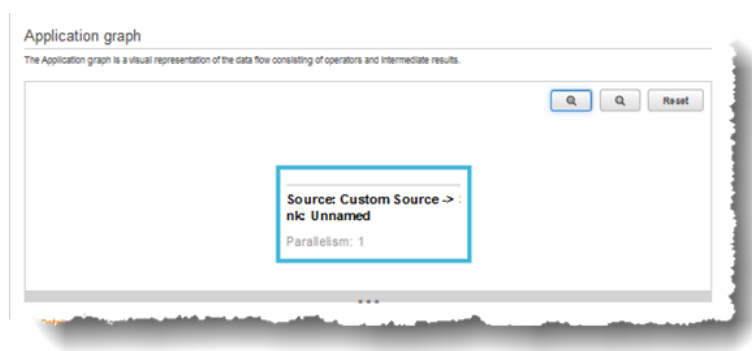 Application graph
The Application graph is a visual representation of the data flow consisting of operators and intermediate results.
Reset
Source: Custom Source ->
nk: Unnamed
Parallelism: 1